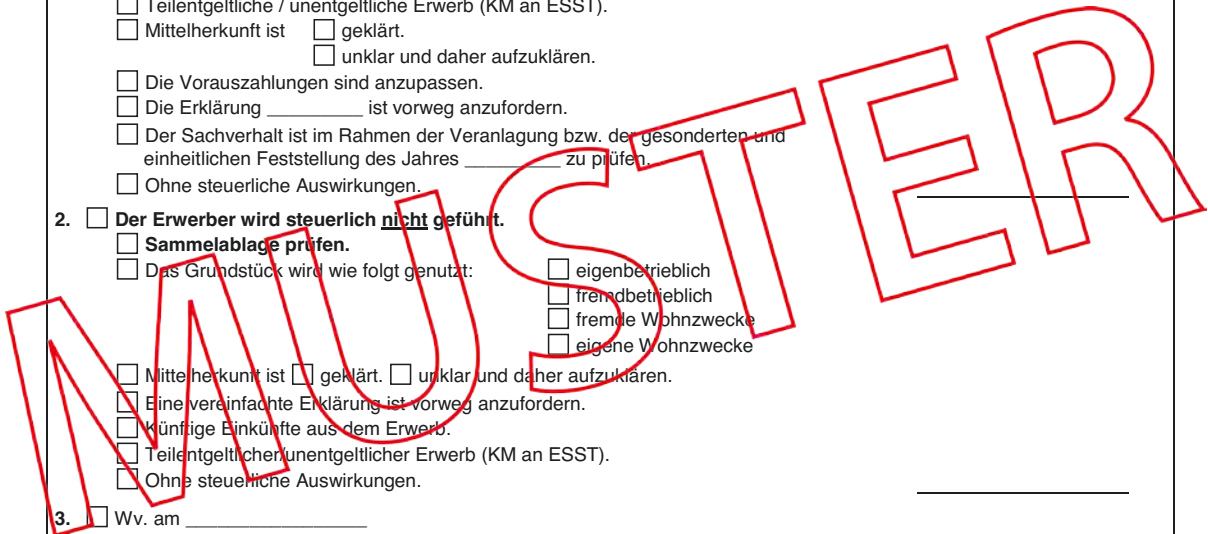 ☐ Teilentgeltliche / unentgeltliche Erwerb (KM an ESST).
☐ Mittelherkunft ist ☐ geklärt.
☐ unklar und daher aufzuklären.
☐ Die Vorauszahlungen sind anzupassen.
☐ Die Erklärung _________ ist vorweg anzufordern.
☐ Der Sachverhalt ist im Rahmen der Veranlagung bzw. der gesonderten und
einheitlichen Feststellung des Jahres _________ zu prüfen.
☐ Ohne steuerliche Auswirkungen.
2. ☐ Der Erwerber wird steuerlich nicht geführt.
☐ Sammelablage prüfen.
☐ Das Grundstück wird wie folgt genutzt: ☐ eigenbetrieblich
☐ fremdbetrieblich
☐ fremde Wohnzwecke
☐ eigene Wohnzwecke
☐ Mittelherkunft ist ☐ geklärt. ☐ unklar und daher aufzuklären.
☐ Eine vereinfachte Erklärung ist vorweg anzufordern.
☐ Künftige Einkünfte aus dem Erwerb.
☐ Teilentgeltlicher/unentgeltlicher Erwerb (KM an ESST).
☐ Ohne steuerliche Auswirkungen.
3. ☐ Wv. am _________________
MUSTER